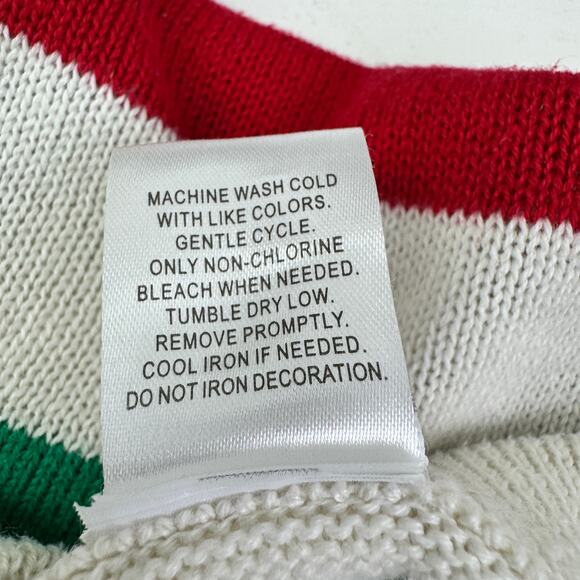 MACHINE WASH COLD
WITH LIKE COLORS.
GENTLE CYCLE.
ONLY NON-CHLORINE
BLEACH WHEN NEEDED.
TUMBLE DRY LOW.
REMOVE PROMPTLY.
COOL IRON IF NEEDED.
DO NOT IRON DECORATION.